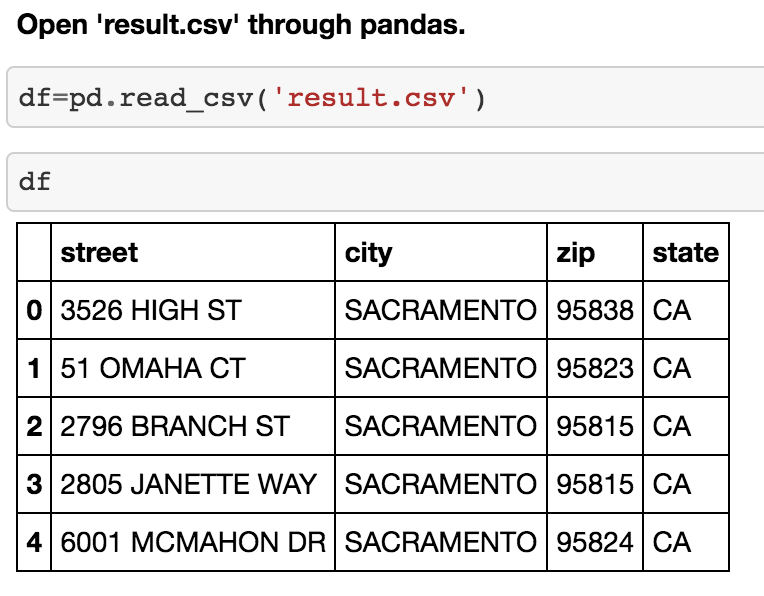 Open 'result.csv' through pandas.
df=pd.read_csv('result.csv')
df
street city zip state
0 3526 HIGH ST SACRAMENTO 95838 CA
1 51 OMAHA CT SACRAMENTO 95823 CA
2 2796 BRANCH ST SACRAMENTO 95815 CA
3 2805 JANETTE WAY SACRAMENTO 95815 CA
4 6001 MCMAHON DR SACRAMENTO 95824 CA